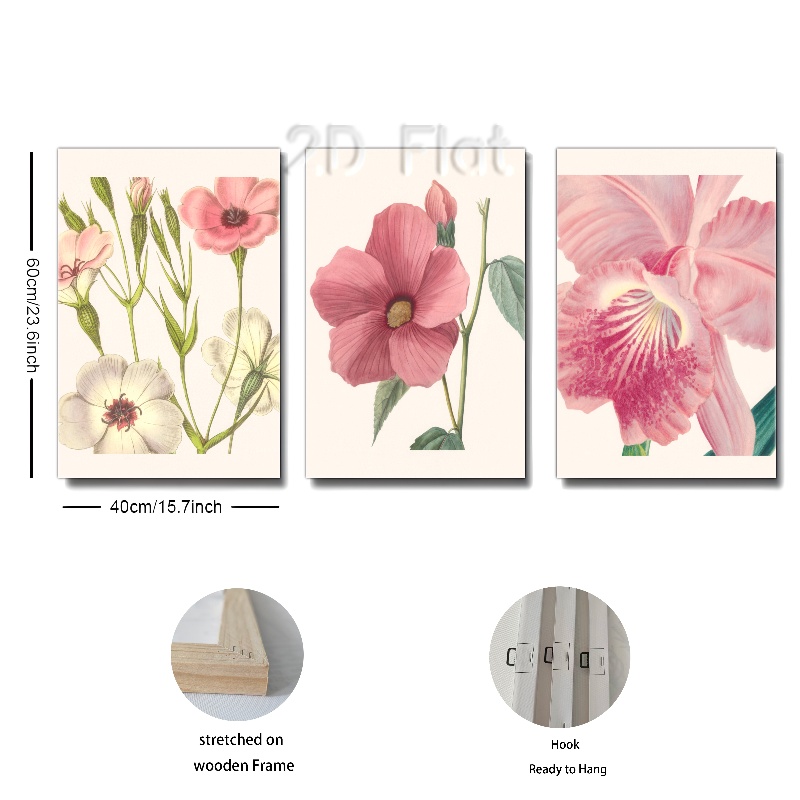 2D Flat
60cm/23.6inch
40cm/15.7inch
stretched on
wooden Frame
Hook
Ready to Hang